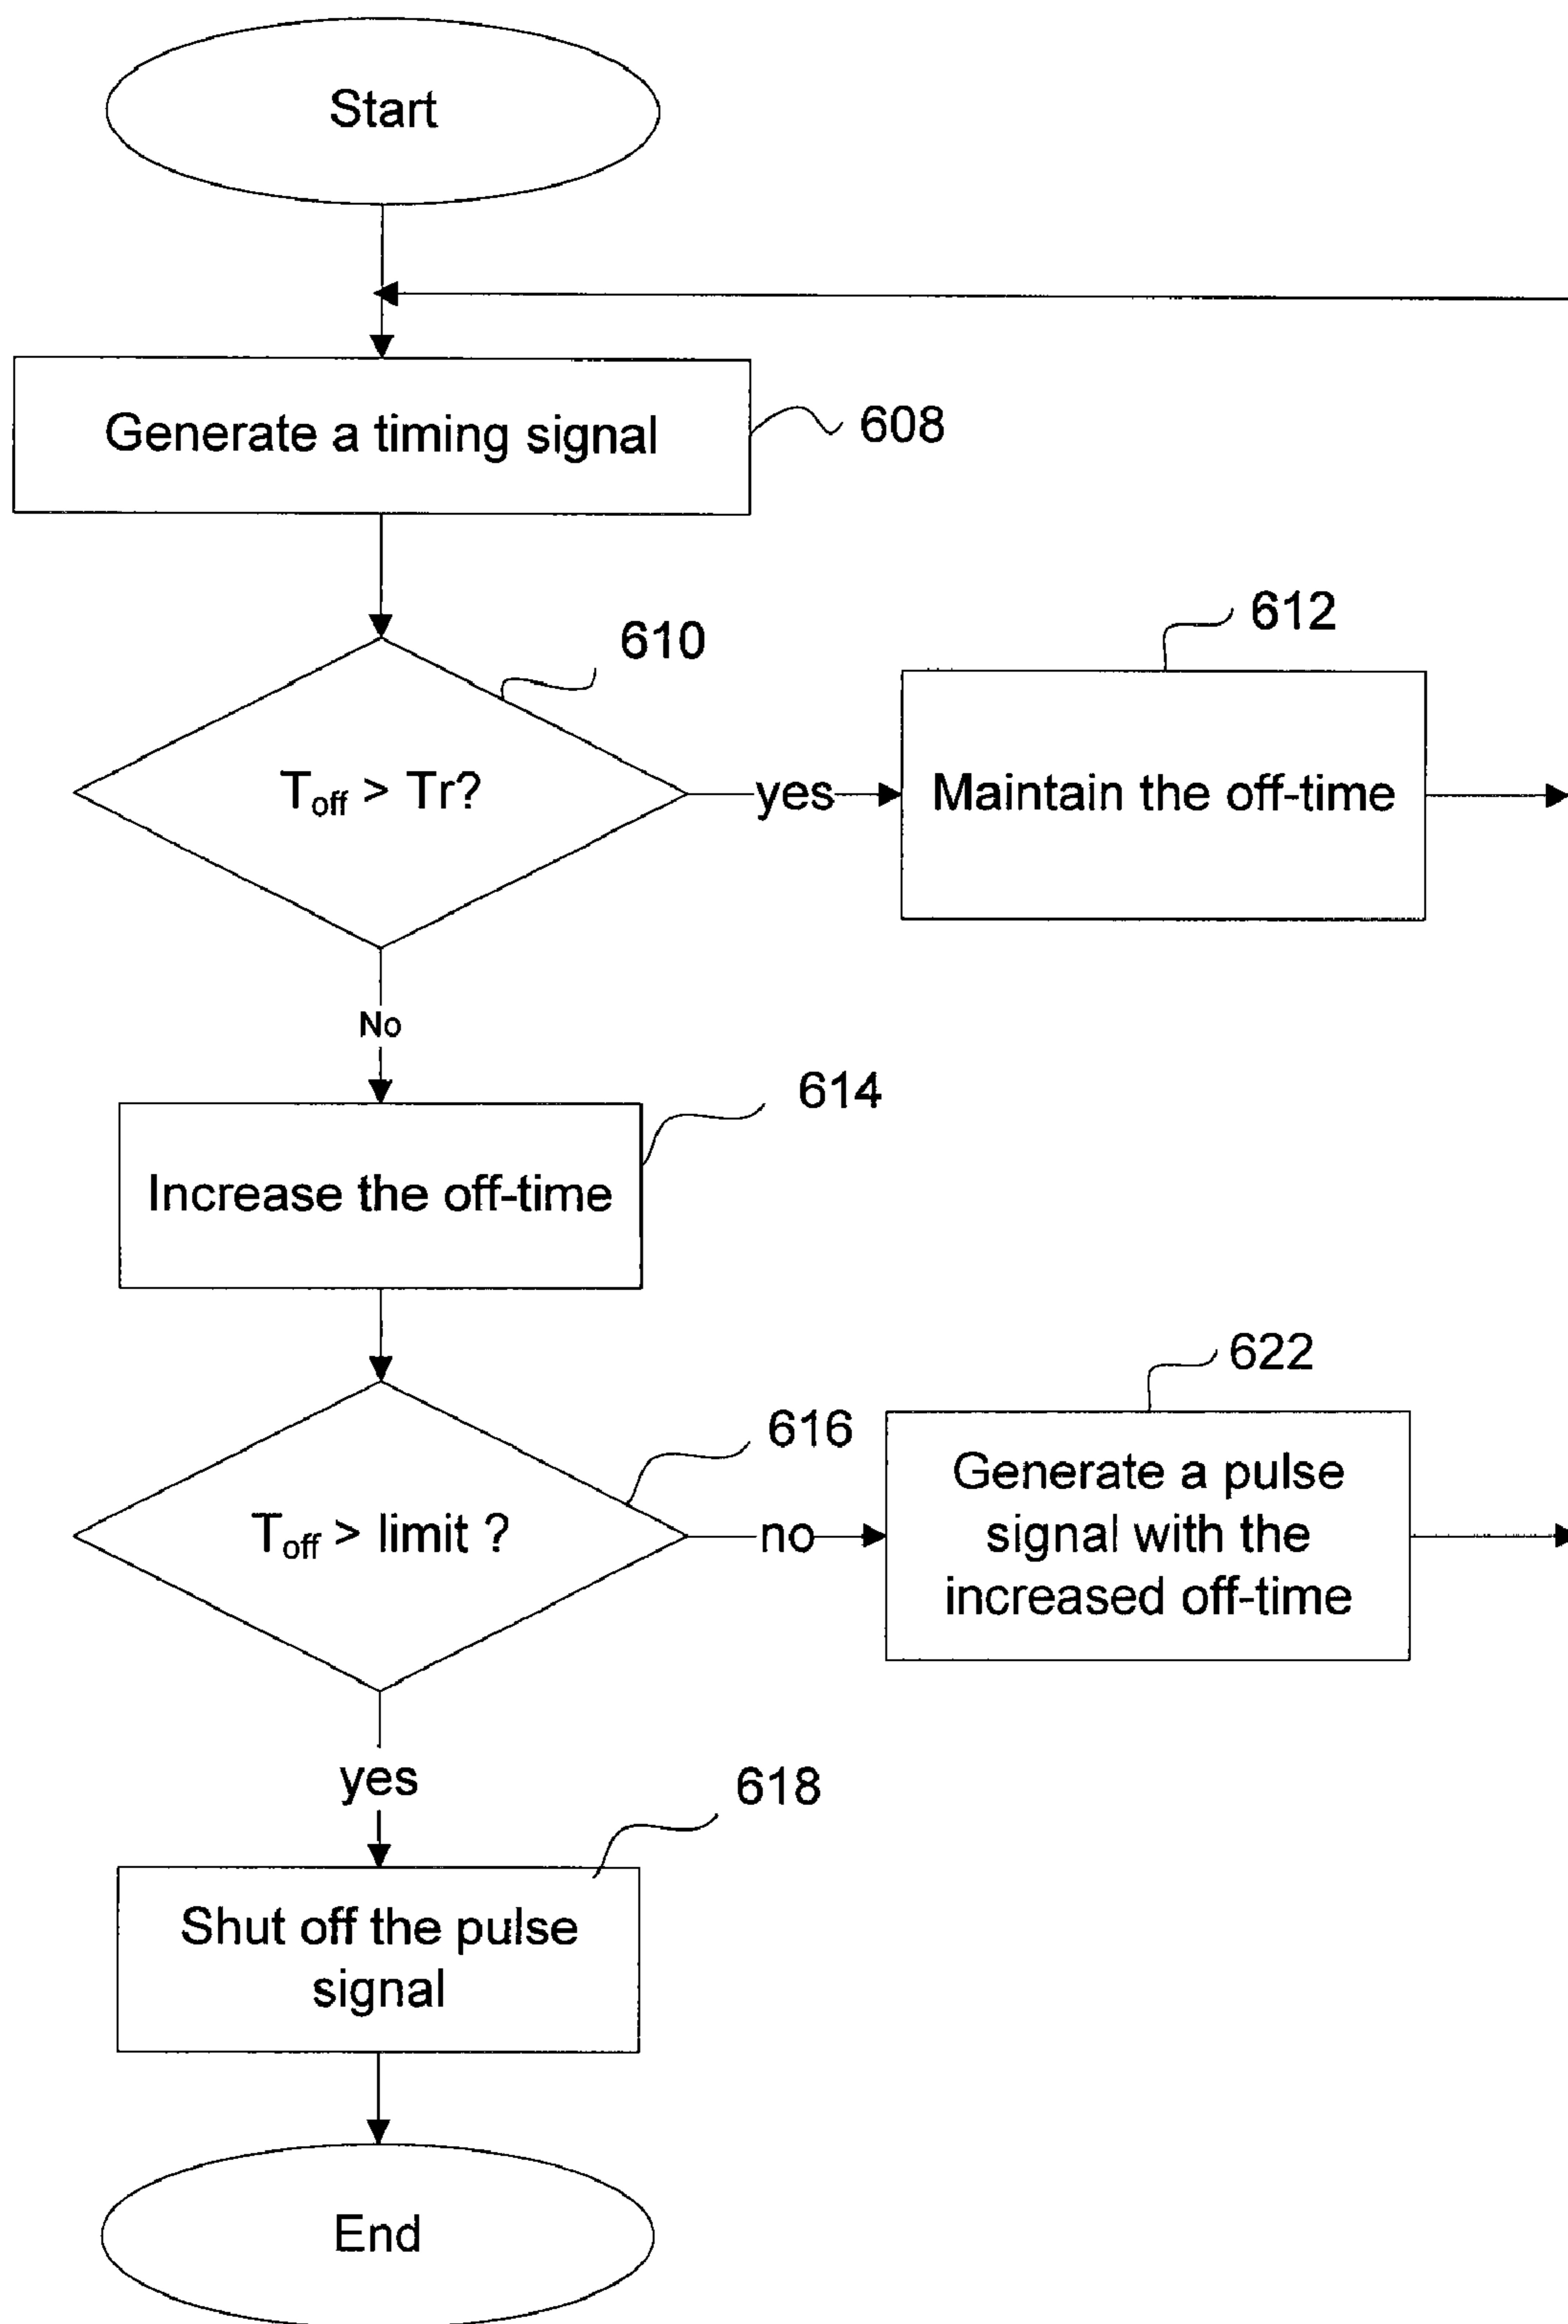 Start
Generate a timing signal
608
610
T_off > Tr?
yes
612
Maintain the off-time
No
614
Increase the off-time
616
T_off > limit ?
no
622
Generate a pulse
signal with the
increased off-time
yes
618
Shut off the pulse
signal
End